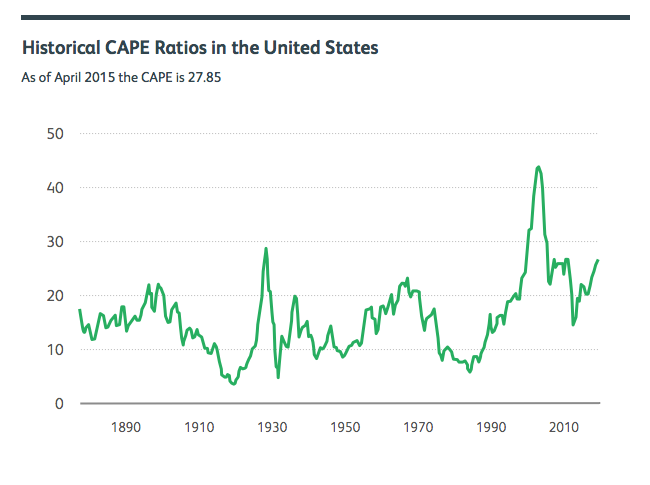 Historical CAPE Ratios in the United States
As of April 2015 the CAPE is 27.85
50
40
30
20
10
0
1890 1910 1930 1950 1970 1990 2010